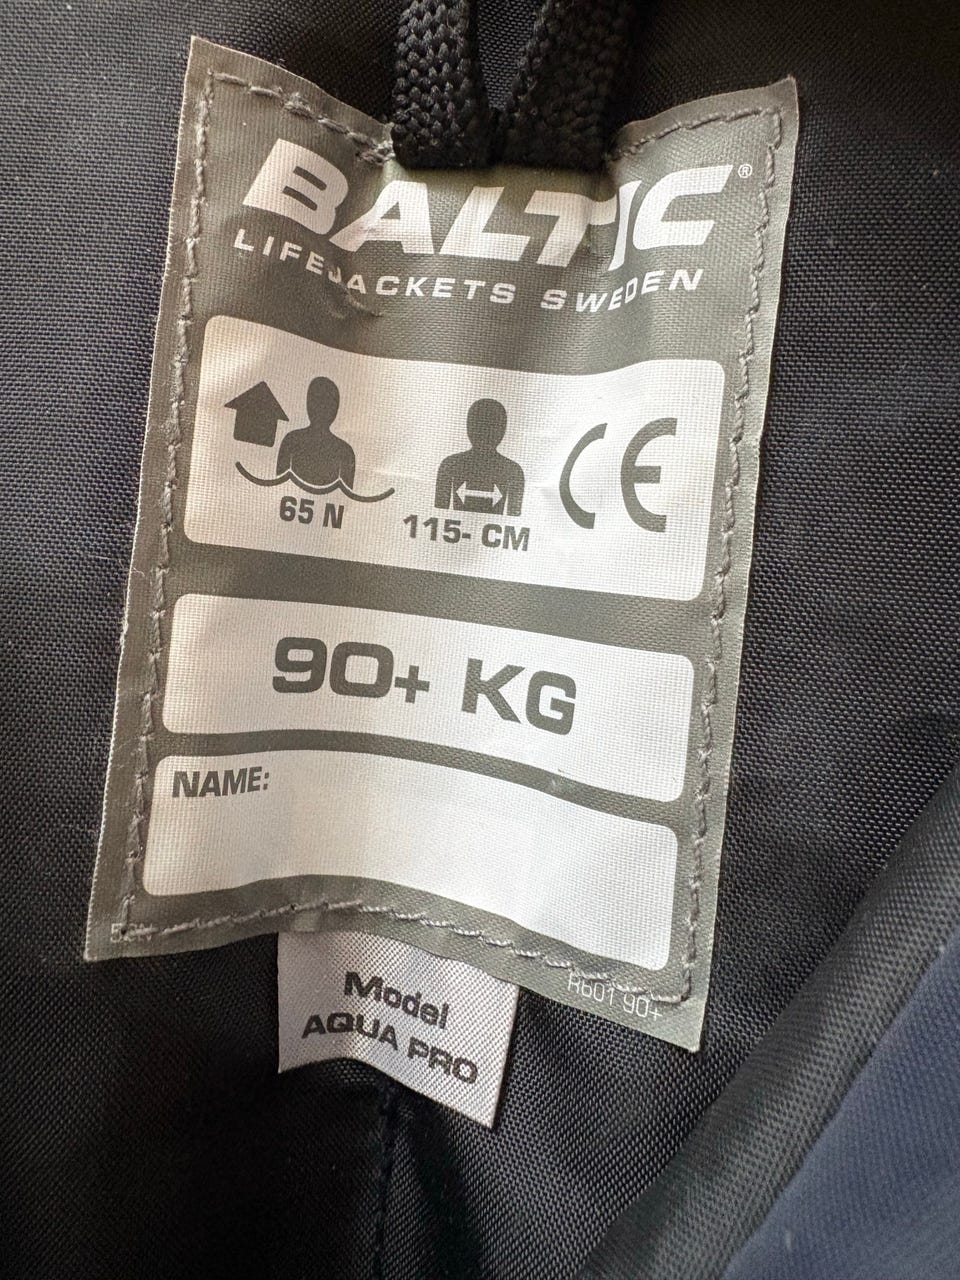 BALTIC®
LIFEJACKETS SWEDEN
65 N
115- CM
CE
90+ KG
NAME:
R601 90+
Model
AQUA PRO